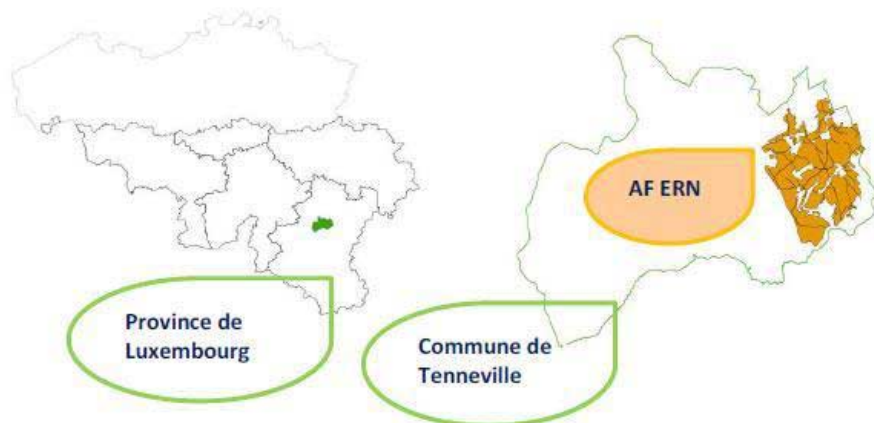 AF ERN
Province de
Luxembourg
Commune de
Tenneville